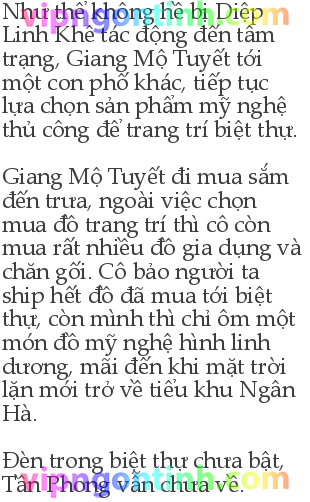 Như thể không hề bị Diệp
Linh Khê tác động đến tâm
trạng, Giang Mộ Tuyết tới
một con phố khác, tiếp tục
lựa chọn sản phẩm mỹ nghệ
thủ công để trang trí biệt thự.
Giang Mộ Tuyết đi mua sắm
đến trưa, ngoài việc chọn
mua đồ trang trí thì cô còn
mua rất nhiều đồ gia dụng và
chăn gối. Cô bảo người ta
ship hết đồ đã mua tới biệt
thự, còn mình thì chỉ ôm một
món đồ mỹ nghệ hình linh
dương, mãi đến khi mặt trời
lặn mới trở về tiểu khu Ngân
Hà.
Đèn trong biệt thự chưa bật,
Tần Phong vẫn chưa về.
vipngontinh.com
vipngontinh.com